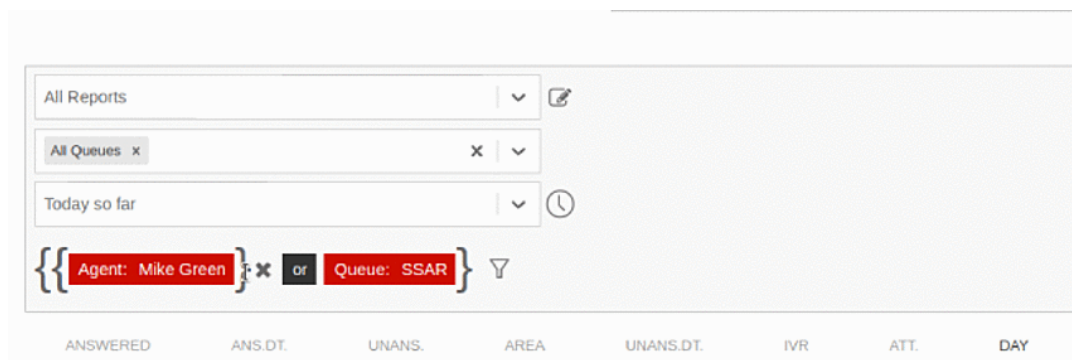 All Reports
All Queues x
Today so far
{{ Agent: Mike Green } or Queue: SSAR }
ANSWERED ANS.DT. UNANS. AREA UNANS.DT. IVR ATT. DAY